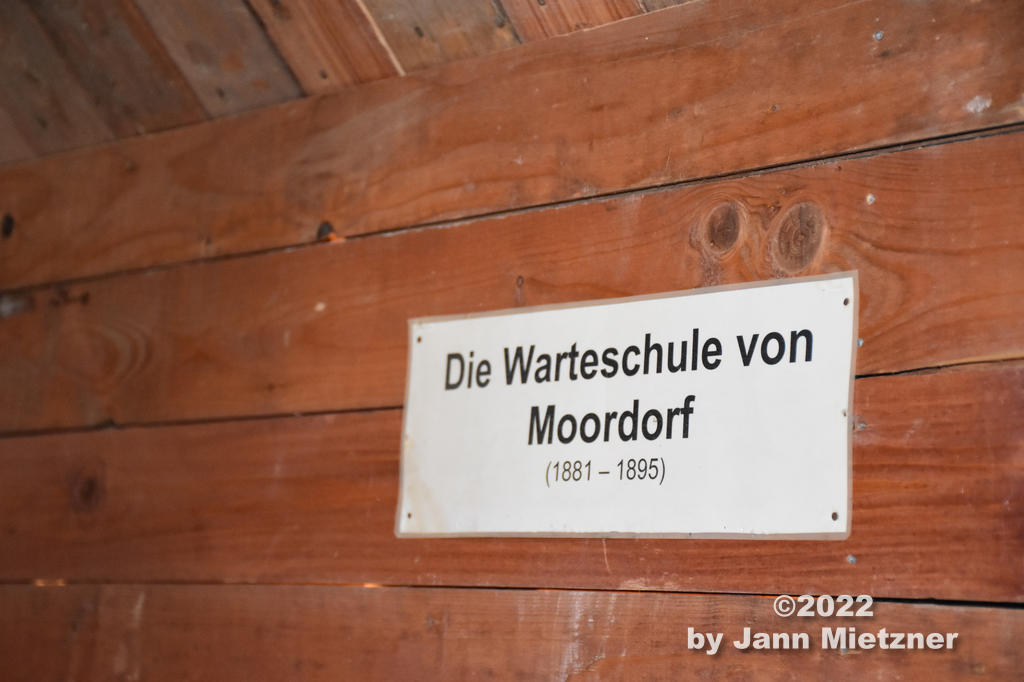 Die Warteschule von
Moordorf
(1881 – 1895)
©2022
by Jann Mietzner